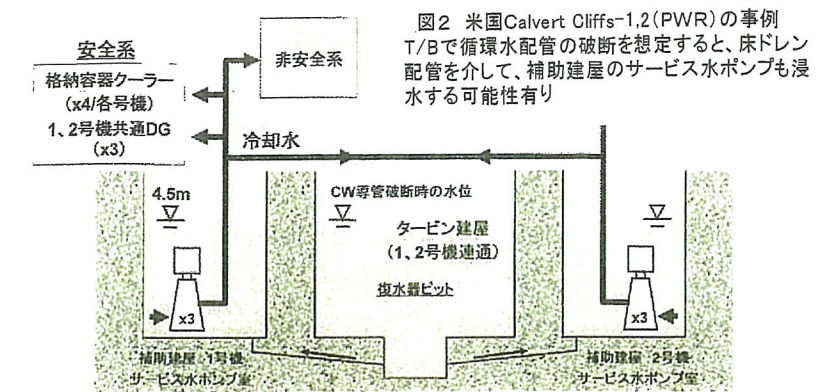 図2 米国Calvert Cliffs-1,2(PWR)の事例
T/Bで循環水配管の破断を想定すると、床ドレン
配管を介して、補助建屋のサービス水ポンプも浸
水する可能性有り
安全系
格納容器クーラー
(x4/各号機)
1、2号機共通DG
(x3)
非安全系
冷却水
4.5m
CW導管破断時の水位
タービン建屋
(1、2号機連通)
復水器ピット
x3
x3
補助建屋 1号機
サービス水ポンプ室
補助建屋 2号機
サービス水ポンプ室